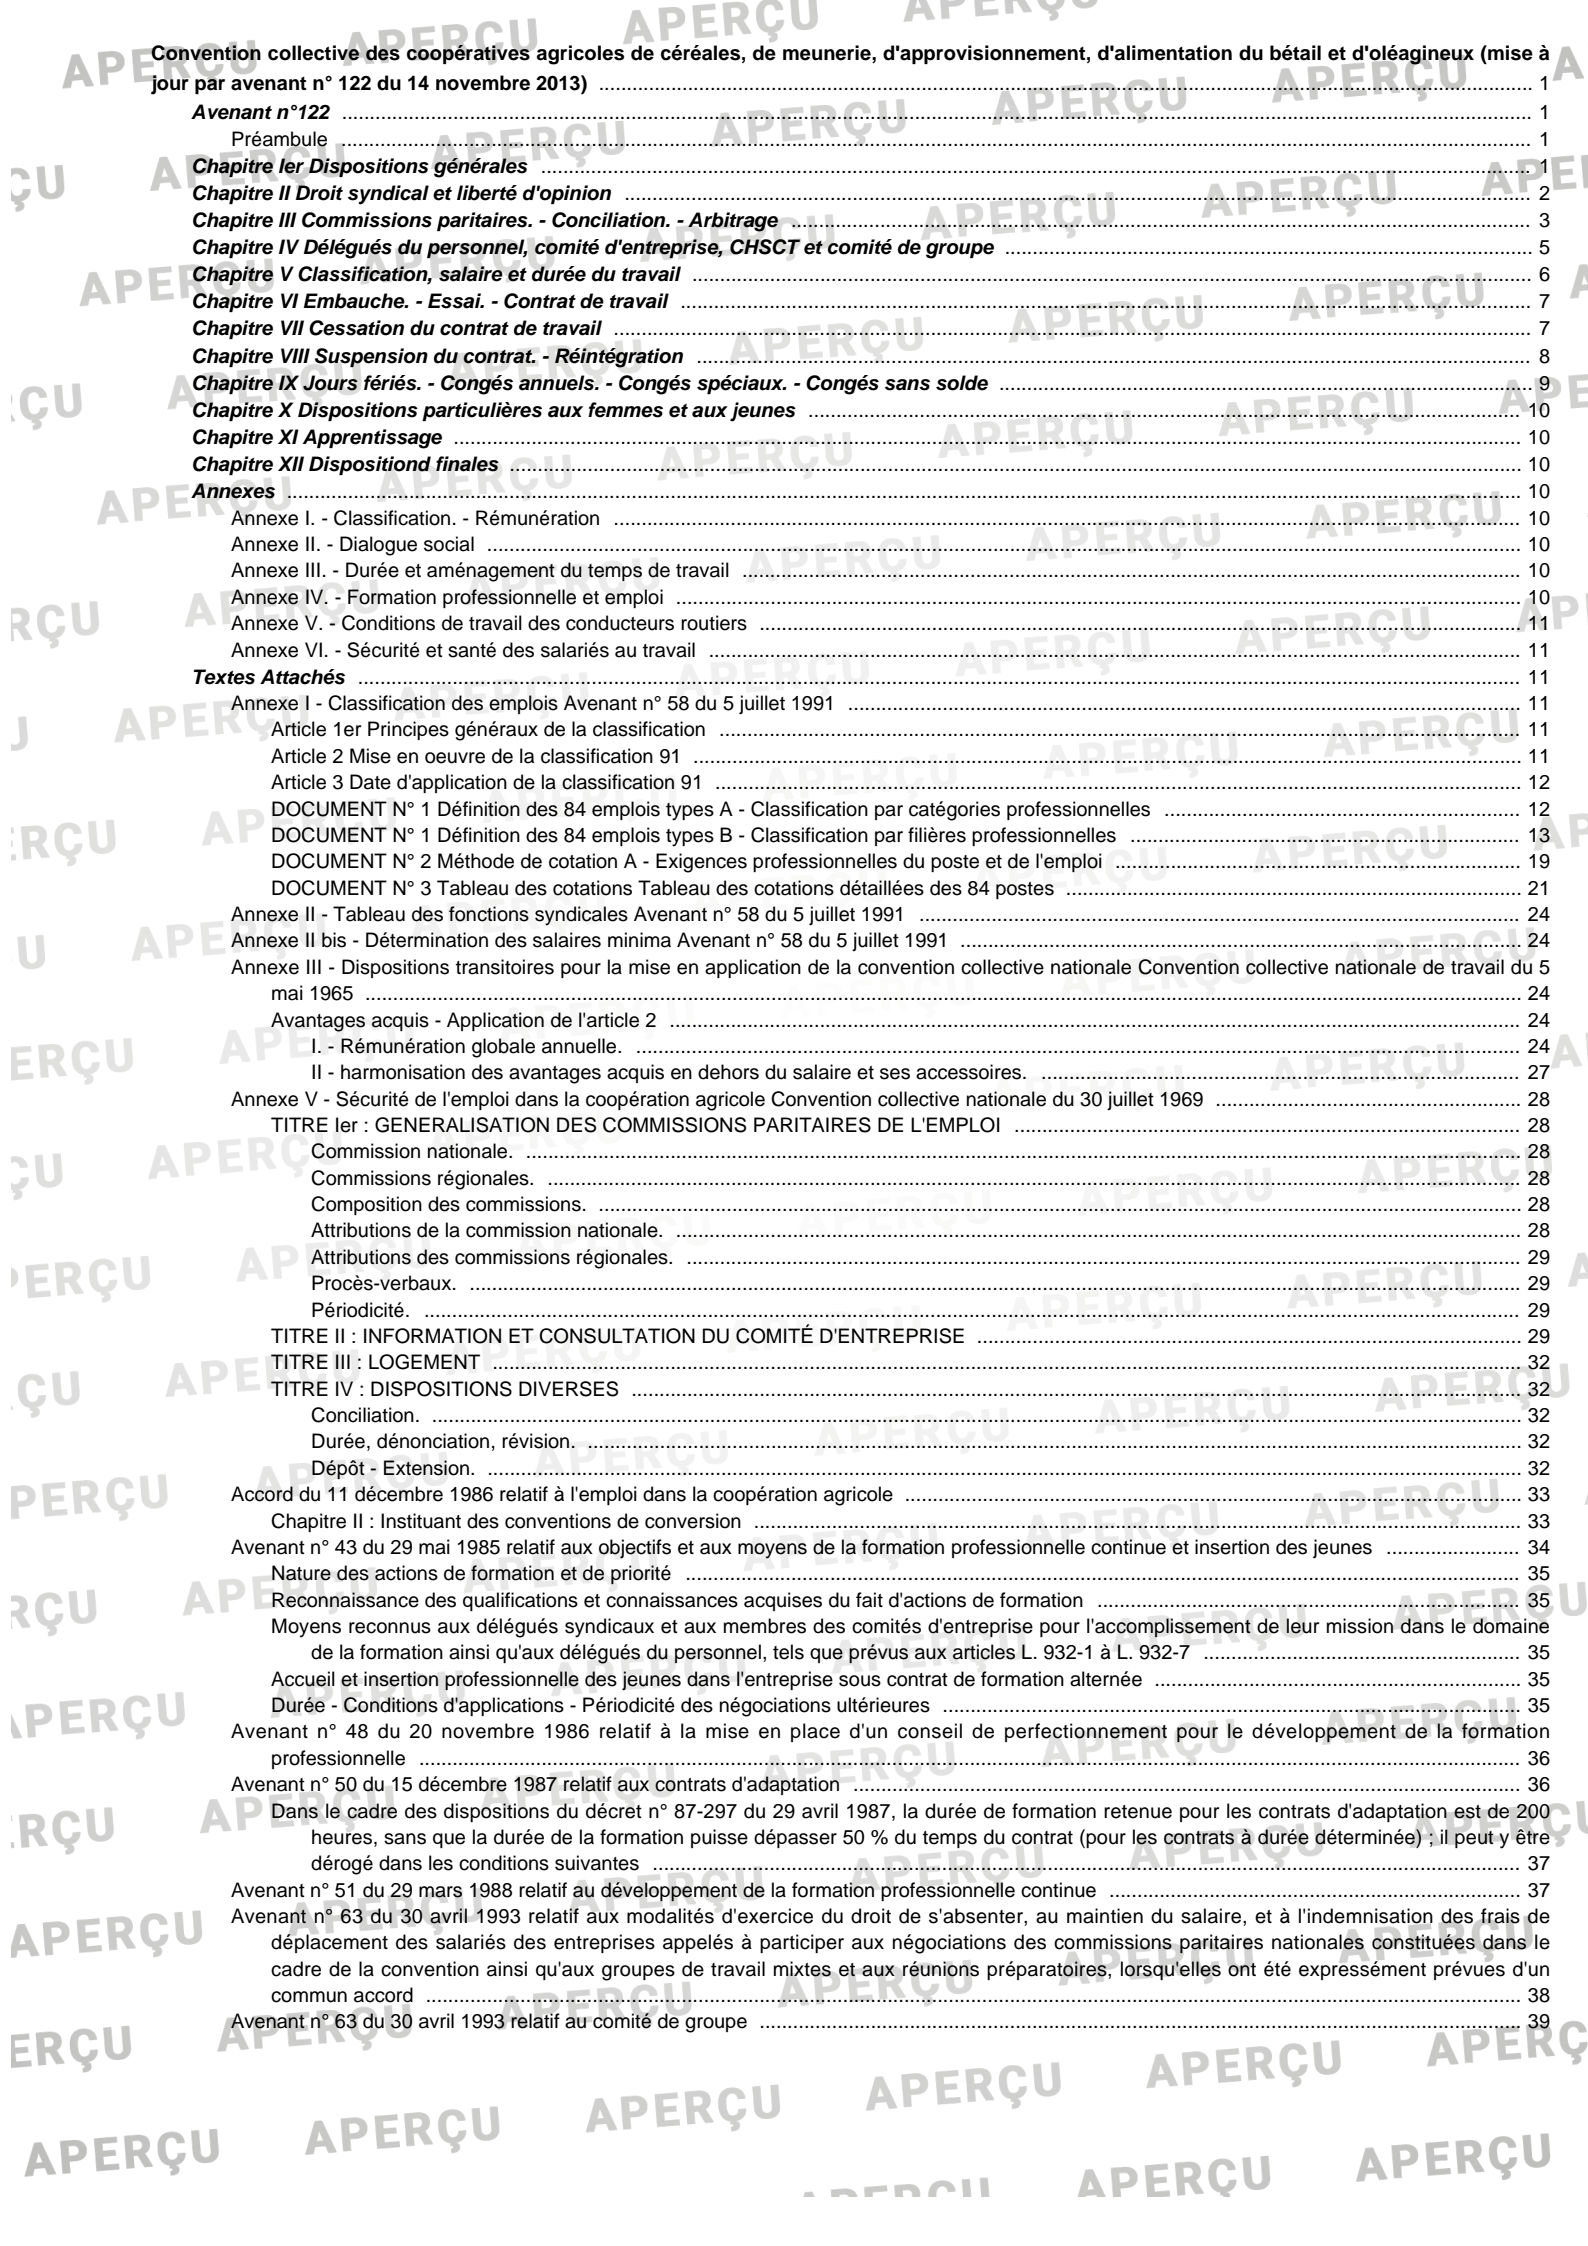 Convention collective des coopératives agricoles de céréales, de meunerie, d'approvisionnement, d'alimentation du bétail et d'oléagineux (mise à
jour par avenant n° 122 du 14 novembre 2013) 1
Avenant n°122 1
Préambule 1
Chapitre Ier Dispositions générales 1
Chapitre II Droit syndical et liberté d'opinion 2
Chapitre III Commissions paritaires. - Conciliation. - Arbitrage 3
Chapitre IV Délégués du personnel, comité d'entreprise, CHSCT et comité de groupe 5
Chapitre V Classification, salaire et durée du travail 6
Chapitre VI Embauche. - Essai. - Contrat de travail 7
Chapitre VII Cessation du contrat de travail 7
Chapitre VIII Suspension du contrat. - Réintégration 8
Chapitre IX Jours fériés. - Congés annuels. - Congés spéciaux. - Congés sans solde 9
Chapitre X Dispositions particulières aux femmes et aux jeunes 10
Chapitre XI Apprentissage 10
Chapitre XII Dispositiond finales 10
Annexes 10
Annexe I. - Classification. - Rémunération 10
Annexe II. - Dialogue social 10
Annexe III. - Durée et aménagement du temps de travail 10
Annexe IV. - Formation professionnelle et emploi 10
Annexe V. - Conditions de travail des conducteurs routiers 11
Annexe VI. - Sécurité et santé des salariés au travail 11
Textes Attachés 11
Annexe I - Classification des emplois Avenant n° 58 du 5 juillet 1991 11
Article 1er Principes généraux de la classification 11
Article 2 Mise en oeuvre de la classification 91 11
Article 3 Date d'application de la classification 91 12
DOCUMENT N° 1 Définition des 84 emplois types A - Classification par catégories professionnelles 12
DOCUMENT N° 1 Définition des 84 emplois types B - Classification par filières professionnelles 13
DOCUMENT N° 2 Méthode de cotation A - Exigences professionnelles du poste et de l'emploi 19
DOCUMENT N° 3 Tableau des cotations Tableau des cotations détaillées des 84 postes 21
Annexe II - Tableau des fonctions syndicales Avenant n° 58 du 5 juillet 1991 24
Annexe II bis - Détermination des salaires minima Avenant n° 58 du 5 juillet 1991 24
Annexe III - Dispositions transitoires pour la mise en application de la convention collective nationale Convention collective nationale de travail du 5
mai 1965 24
Avantages acquis - Application de l'article 2 24
I. - Rémunération globale annuelle. 24
II - harmonisation des avantages acquis en dehors du salaire et ses accessoires. 27
Annexe V - Sécurité de l'emploi dans la coopération agricole Convention collective nationale du 30 juillet 1969 28
TITRE Ier : GENERALISATION DES COMMISSIONS PARITAIRES DE L'EMPLOI 28
Commission nationale. 28
Commissions régionales. 28
Composition des commissions. 28
Attributions de la commission nationale. 28
Attributions des commissions régionales. 29
Procès-verbaux. 29
Périodicité. 29
TITRE II : INFORMATION ET CONSULTATION DU COMITÉ D'ENTREPRISE 29
TITRE III : LOGEMENT 32
TITRE IV : DISPOSITIONS DIVERSES 32
Conciliation. 32
Durée, dénonciation, révision. 32
Dépôt - Extension. 32
Accord du 11 décembre 1986 relatif à l'emploi dans la coopération agricole 33
Chapitre II : Instituant des conventions de conversion 33
Avenant n° 43 du 29 mai 1985 relatif aux objectifs et aux moyens de la formation professionnelle continue et insertion des jeunes 34
Nature des actions de formation et de priorité 35
Reconnaissance des qualifications et connaissances acquises du fait d'actions de formation 35
Moyens reconnus aux délégués syndicaux et aux membres des comités d'entreprise pour l'accomplissement de leur mission dans le domaine
de la formation ainsi qu'aux délégués du personnel, tels que prévus aux articles L. 932-1 à L. 932-7 35
Accueil et insertion professionnelle des jeunes dans l'entreprise sous contrat de formation alternée 35
Durée - Conditions d'applications - Périodicité des négociations ultérieures 35
Avenant n° 48 du 20 novembre 1986 relatif à la mise en place d'un conseil de perfectionnement pour le développement de la formation
professionnelle 36
Avenant n° 50 du 15 décembre 1987 relatif aux contrats d'adaptation 36
Dans le cadre des dispositions du décret n° 87-297 du 29 avril 1987, la durée de formation retenue pour les contrats d'adaptation est de 200
heures, sans que la durée de la formation puisse dépasser 50 % du temps du contrat (pour les contrats à durée déterminée) ; il peut y être
dérogé dans les conditions suivantes 37
Avenant n° 51 du 29 mars 1988 relatif au développement de la formation professionnelle continue 37
Avenant n° 63 du 30 avril 1993 relatif aux modalités d'exercice du droit de s'absenter, au maintien du salaire, et à l'indemnisation des frais de
déplacement des salariés des entreprises appelés à participer aux négociations des commissions paritaires nationales constituées dans le
cadre de la convention ainsi qu'aux groupes de travail mixtes et aux réunions préparatoires, lorsqu'elles ont été expressément prévues d'un
commun accord 38
Avenant n° 63 du 30 avril 1993 relatif au comité de groupe 39
APERÇU